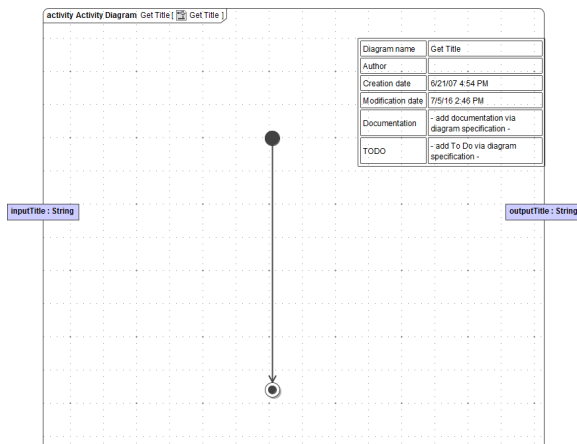 activity Activity Diagram Get Title [ Get Title ]
Diagram name Get Title
Author
Creation date 6/21/07 4:54 PM
Modification date 7/5/16 2:46 PM
Documentation - add documentation via
diagram specification -
TODO - add To Do via diagram
specification -
inputTitle : String
outputTitle : String